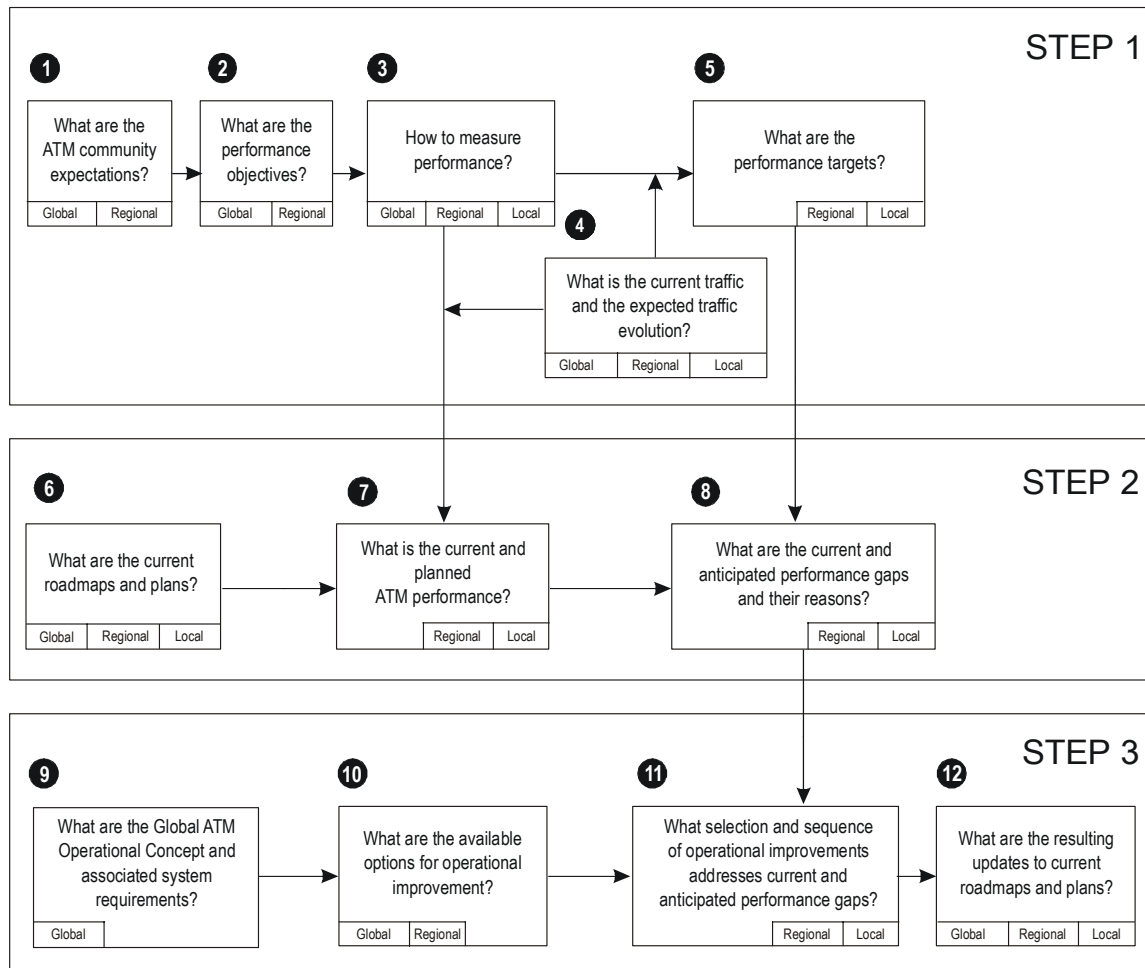 STEP 1
1
What are the
ATM community
expectations?
Global
Regional
2
What are the
performance
objectives?
Global
Regional
3
How to measure
performance?
Global
Regional
Local
4
What is the current traffic
and the expected traffic
evolution?
Global
Regional
Local
5
What are the
performance targets?
Regional
Local
STEP 2
6
What are the current
roadmaps and plans?
Global
Regional
Local
7
What is the current and
planned
ATM performance?
Regional
Local
8
What are the current and
anticipated performance gaps
and their reasons?
Regional
Local
STEP 3
9
What are the Global ATM
Operational Concept and
associated system
requirements?
Global
10
What are the available
options for operational
improvement?
Global
Regional
11
What selection and sequence
of operational improvements
addresses current and
anticipated performance gaps?
Regional
Local
12
What are the resulting
updates to current
roadmaps and plans?
Global
Regional
Local